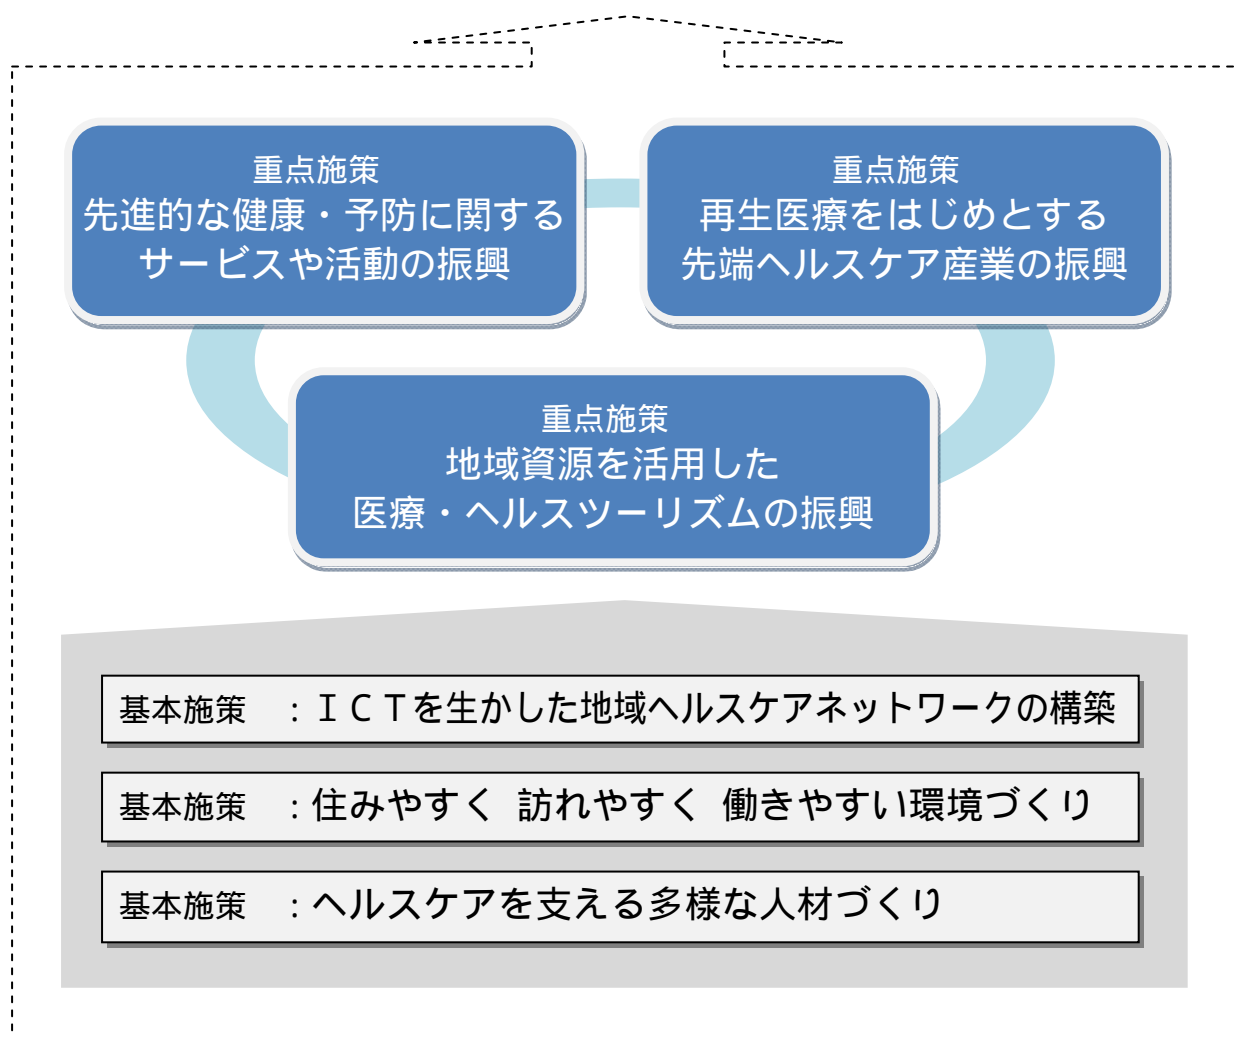 重点施策
先進的な健康・予防に関する
サービスや活動の振興
重点施策
再生医療をはじめとする
先端ヘルスケア産業の振興
重点施策
地域資源を活用した
医療・ヘルスツーリズムの振興
基本施策　：ＩＣＴを生かした地域ヘルスケアネットワークの構築
基本施策　：住みやすく 訪れやすく 働きやすい環境づくり
基本施策　：ヘルスケアを支える多様な人材づくり